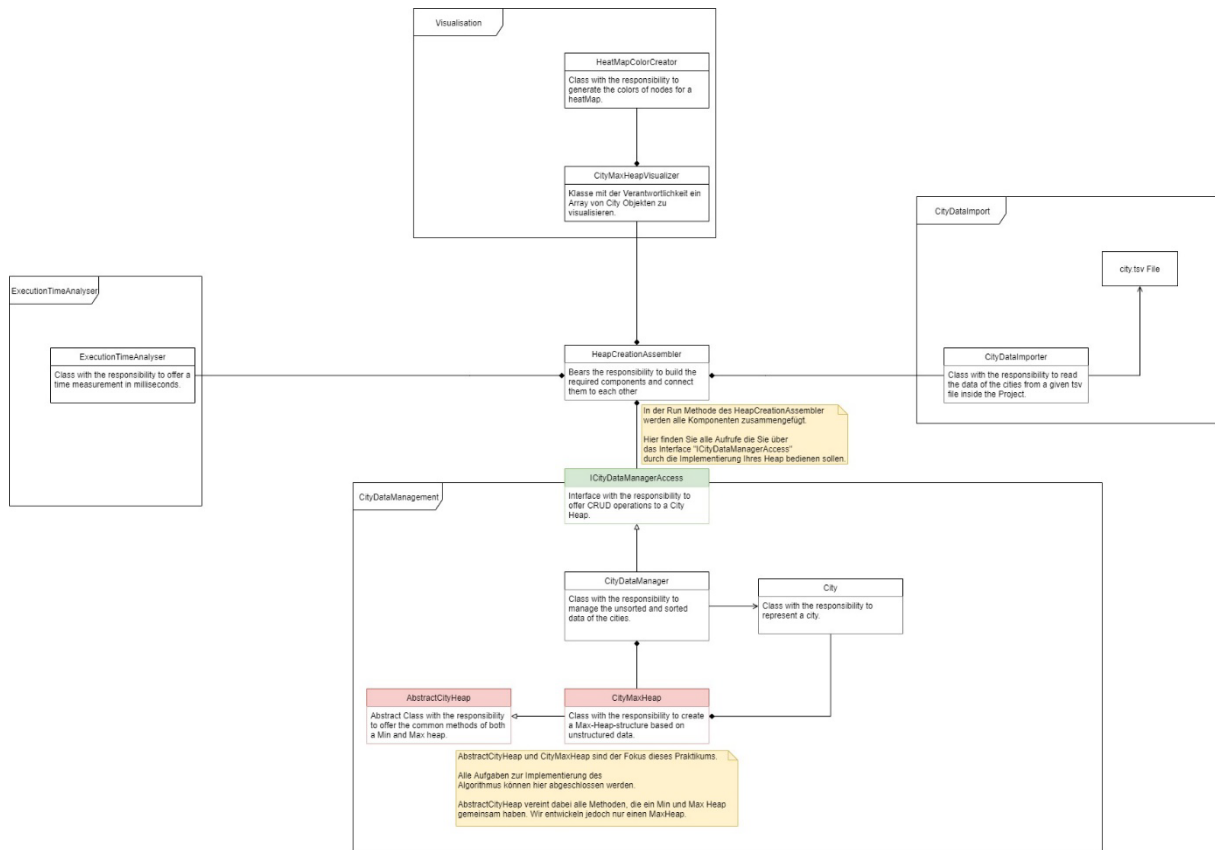 Visualisation
HeatMapColorCreator
Class with the responsibility to
generate the colors of nodes for a
heatMap.
CityMaxHeapVisualizer
Klasse mit der Verantwortlichkeit ein
Array von City Objekten zu
visualisieren.
CityDataImport
city.tsv File
CityDataImporter
Class with the responsibility to read
the data of the cities from a given tsv
file inside the Project.
ExecutionTimeAnalyser
ExecutionTimeAnalyser
Class with the responsibility to offer a
time measurement in milliseconds.
HeapCreationAssembler
Bears the responsibility to build the
required components and connect
them to each other
In der Run Methode des HeapCreationAssembler
werden alle Komponenten zusammengefügt.
Hier finden Sie alle Aufrufe die Sie über
das Interface "ICityDataManagerAccess"
durch die Implementierung Ihres Heap bedienen sollen.
CityDataManagement
ICityDataManagerAccess
Interface with the responsibility to
offer CRUD operations to a City
Heap.
CityDataManager
Class with the responsibility to
manage the unsorted and sorted
data of the cities.
City
Class with the responsibility to
represent a city.
AbstractCityHeap
Abstract Class with the responsibility
to offer the common methods of both
a Min and Max heap.
CityMaxHeap
Class with the responsibility to create
a Max-Heap-structure based on
unstructured data.
AbstractCityHeap und CityMaxHeap sind der Fokus dieses Praktikums.
Alle Aufgaben zur Implementierung des
Algorithmus können hier abgeschlossen werden.
AbstractCityHeap vereint dabei alle Methoden, die ein Min und Max Heap
gemeinsam haben. Wir entwickeln jedoch nur einen MaxHeap.